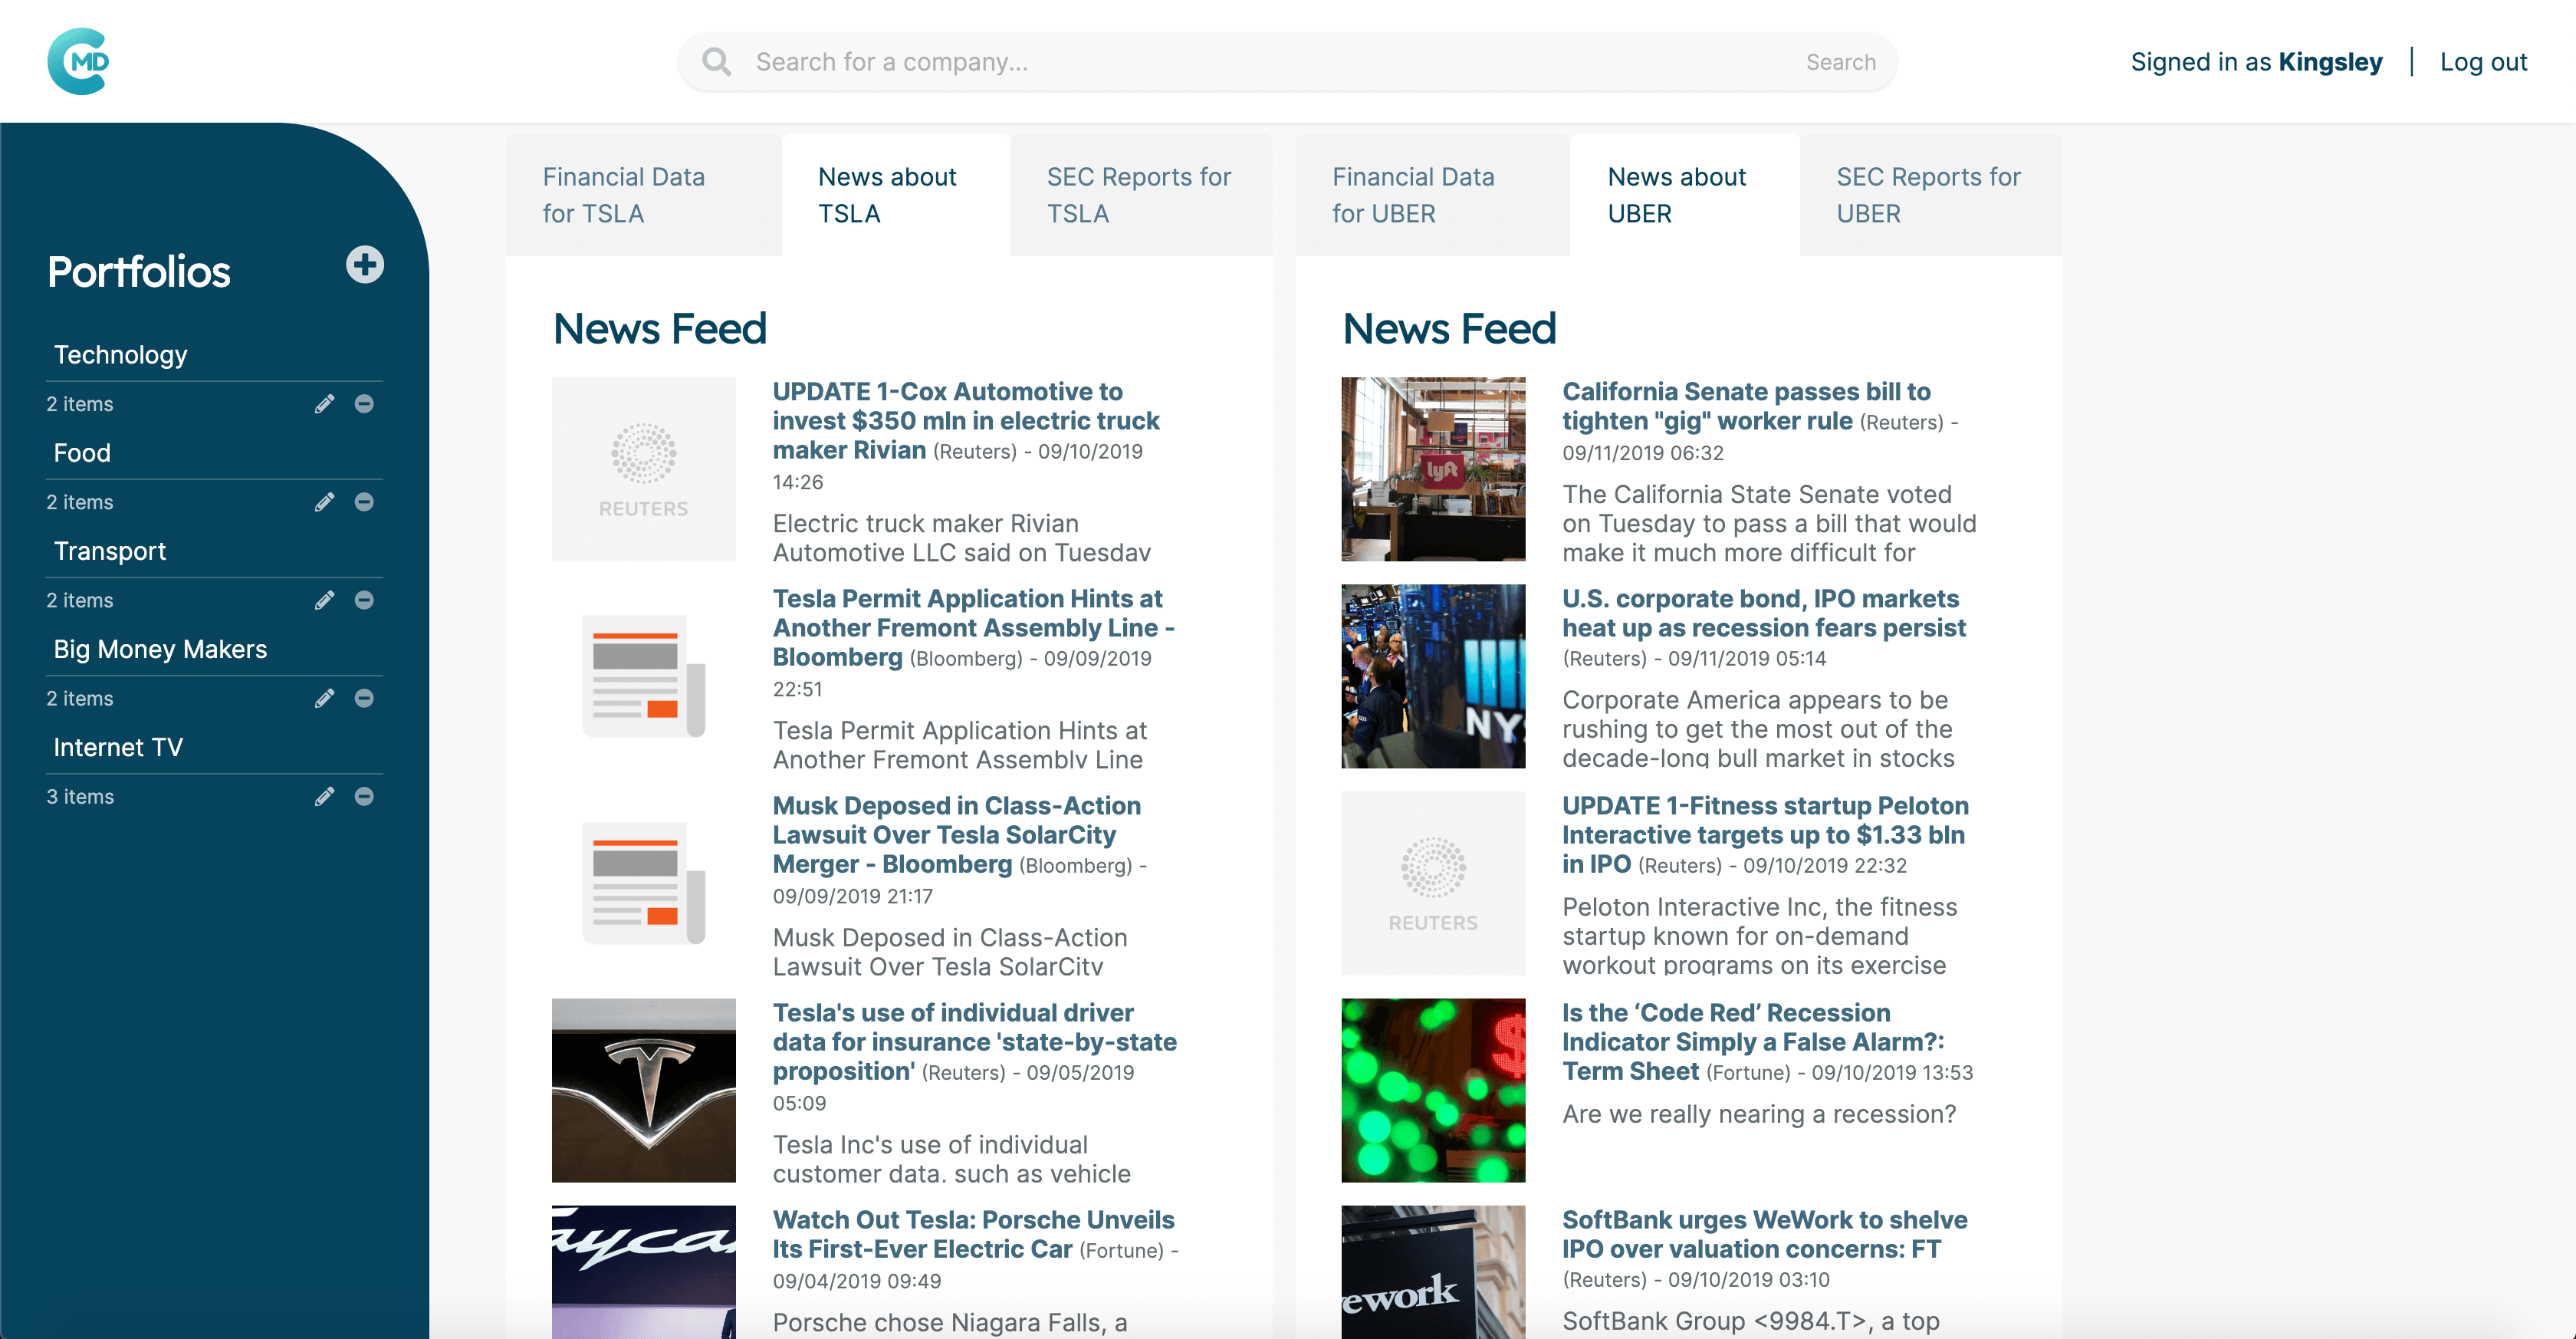 MD
Search for a company...
Search
Signed in as Kingsley
Log out
Portfolios
Technology
2 items
Food
2 items
Transport
2 items
Big Money Makers
2 items
Internet TV
3 items
Financial Data
for TSLA
News about
TSLA
SEC Reports for
TSLA
News Feed
REUTERS
UPDATE 1-Cox Automotive to
invest $350 mln in electric truck
maker Rivian (Reuters) - 09/10/2019
14:26
Electric truck maker Rivian
Automotive LLC said on Tuesday
Tesla Permit Application Hints at
Another Fremont Assembly Line -
Bloomberg (Bloomberg) - 09/09/2019
22:51
Tesla Permit Application Hints at
Another Fremont Assembly Line
Musk Deposed in Class-Action
Lawsuit Over Tesla SolarCity
Merger - Bloomberg (Bloomberg) -
09/09/2019 21:17
Musk Deposed in Class-Action
Lawsuit Over Tesla SolarCity
Tesla's use of individual driver
data for insurance 'state-by-state
proposition' (Reuters) - 09/05/2019
05:09
Tesla Inc's use of individual
customer data, such as vehicle
ayca
Watch Out Tesla: Porsche Unveils
Its First-Ever Electric Car (Fortune) -
09/04/2019 09:49
Porsche chose Niagara Falls, a
Financial Data
for UBER
News about
UBER
SEC Reports for
UBER
News Feed
lyft
California Senate passes bill to
tighten "gig" worker rule (Reuters) -
09/11/2019 06:32
The California State Senate voted
on Tuesday to pass a bill that would
make it much more difficult for
NYS
U.S. corporate bond, IPO markets
heat up as recession fears persist
(Reuters) - 09/11/2019 05:14
Corporate America appears to be
rushing to get the most out of the
decade-long bull market in stocks
REUTERS
UPDATE 1-Fitness startup Peloton
Interactive targets up to $1.33 bln
in IPO (Reuters) - 09/10/2019 22:32
Peloton Interactive Inc, the fitness
startup known for on-demand
workout programs on its exercise
$
Is the ‘Code Red’ Recession
Indicator Simply a False Alarm?:
Term Sheet (Fortune) - 09/10/2019 13:53
Are we really nearing a recession?
ework
SoftBank urges WeWork to shelve
IPO over valuation concerns: FT
(Reuters) - 09/10/2019 03:10
SoftBank Group <9984.T>, a top